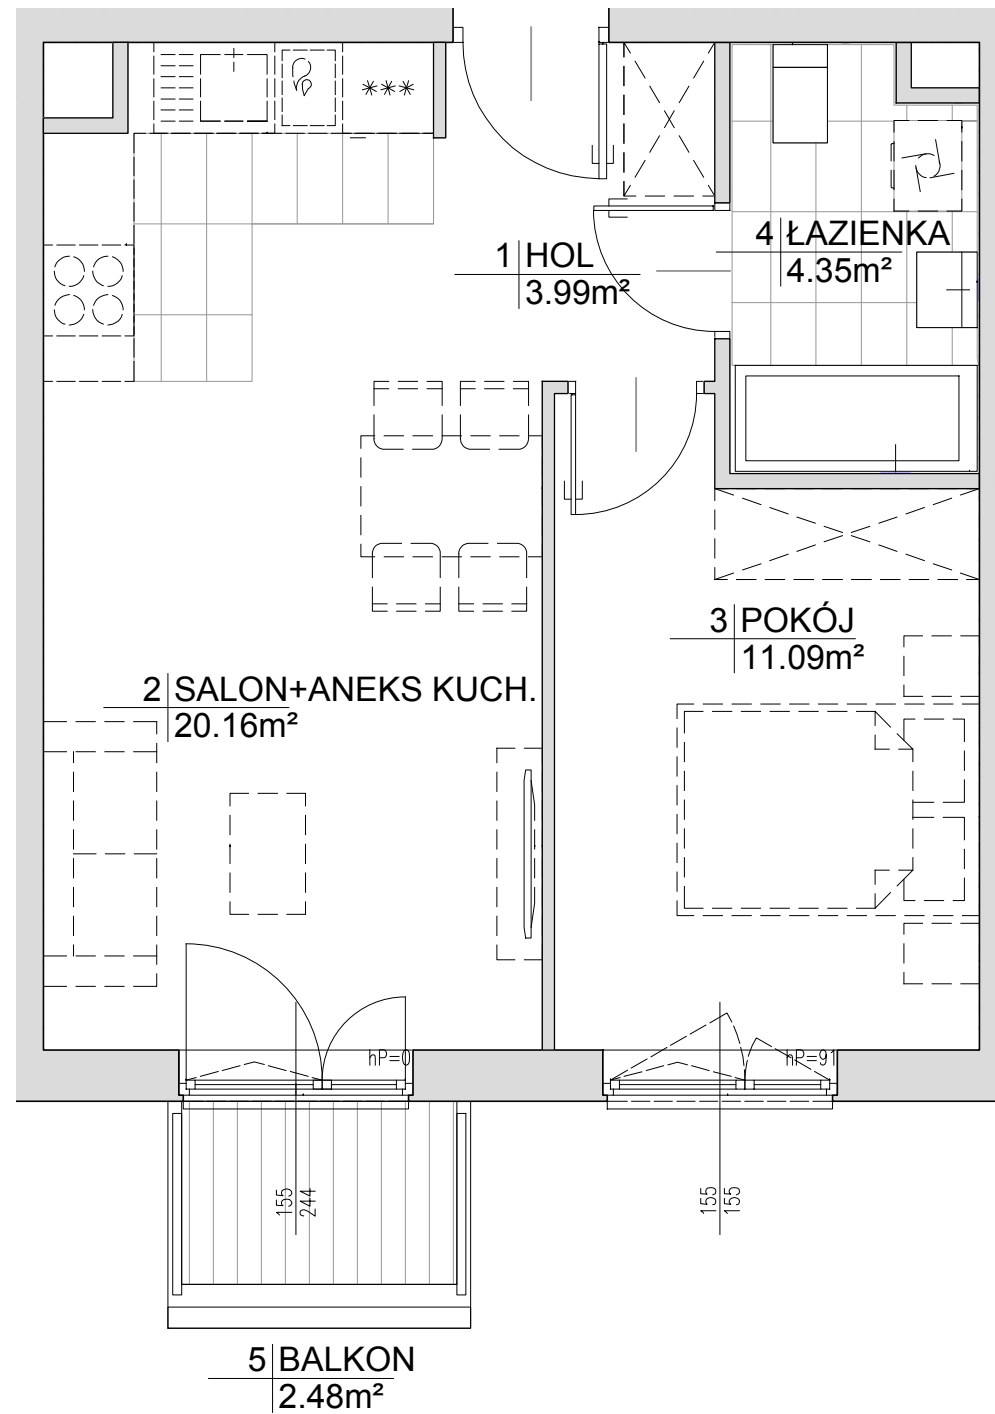 ***
1 HOL
3.99m²
4 ŁAZIENKA
4.35m²
3 POKÓJ
11.09m²
2 SALON+ANEKS KUCH.
20.16m²
hP=0
hP=91
155
244
155
155
5 BALKON
2.48m²